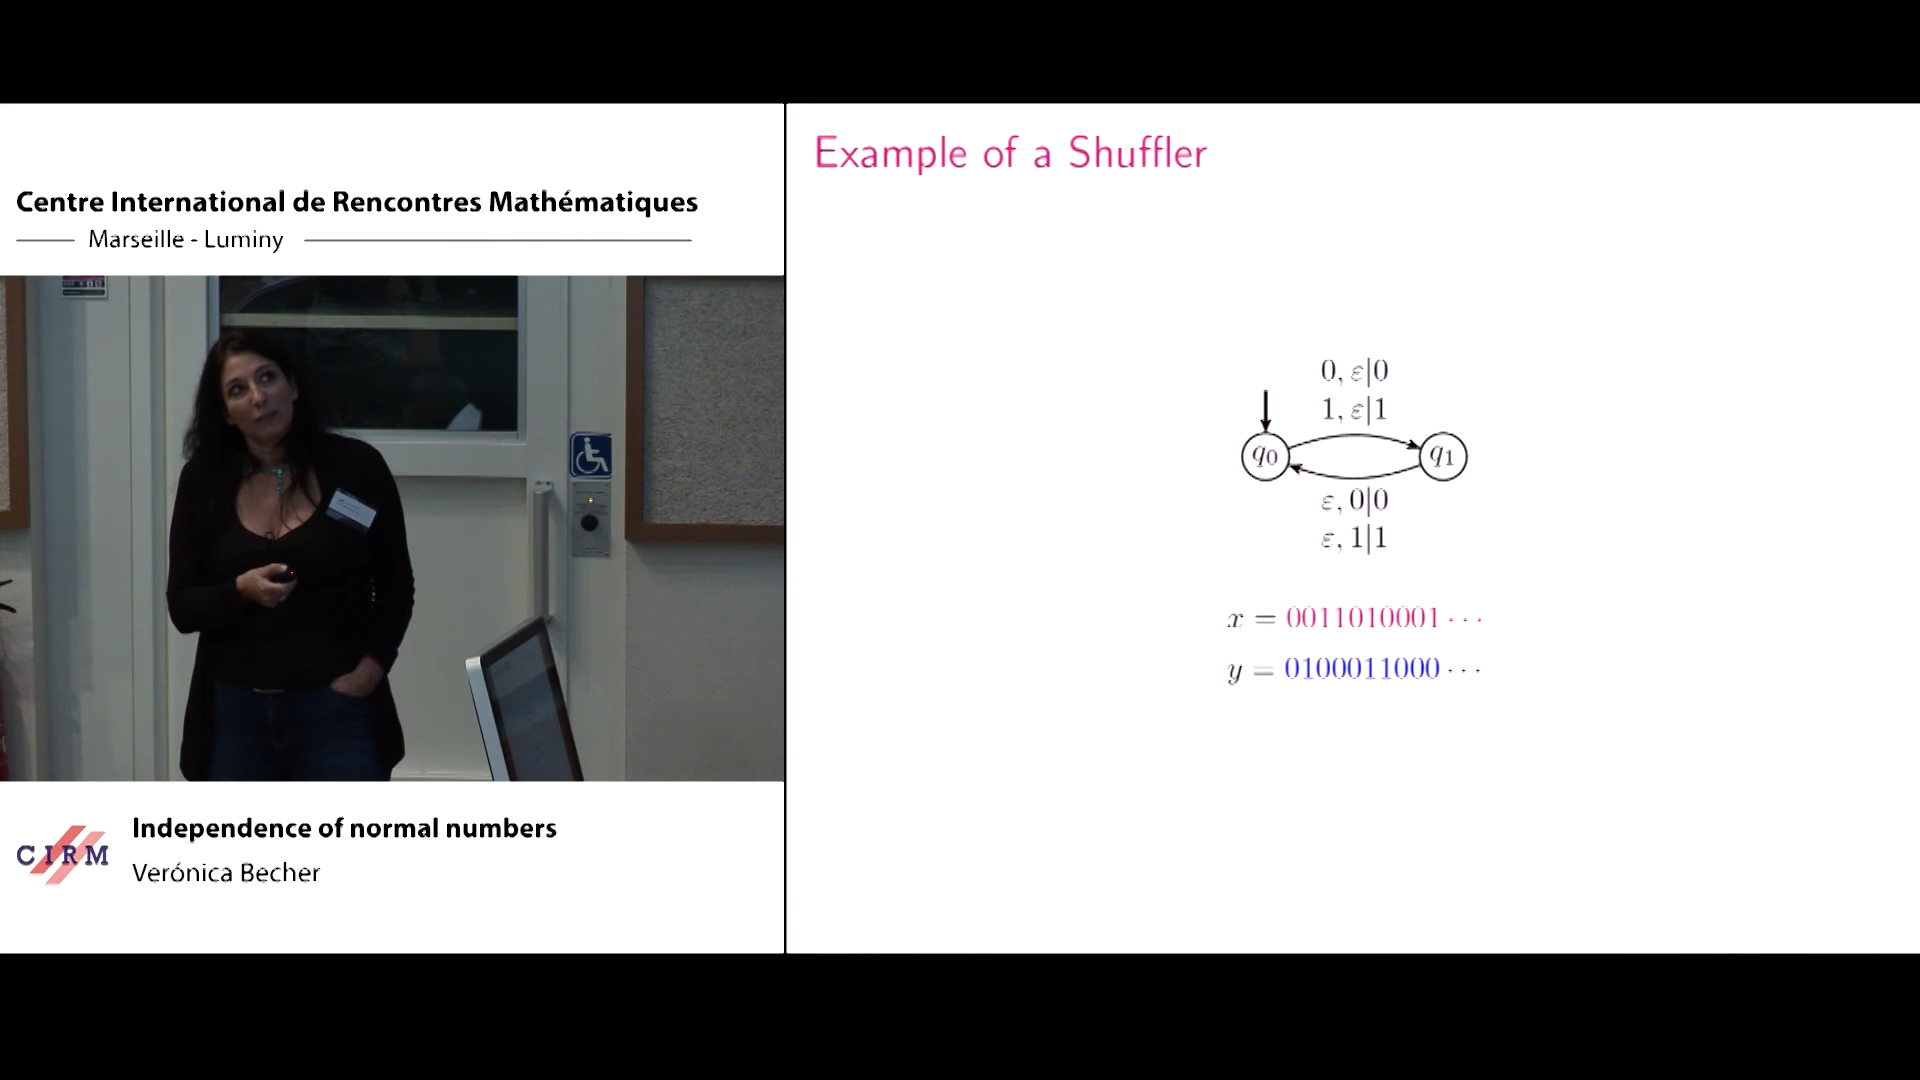 Centre International de Rencontres Mathématiques
Marseille - Luminy
Independence of normal numbers
Verónica Becher
CIRM
Example of a Shuffler
0, ε|0
1, ε|1
q0
q1
ε, 0|0
ε, 1|1
x = 0011010001 ···
y = 0100011000 ···